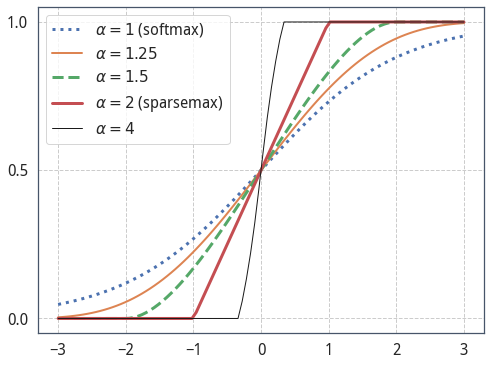 1.0
0.5
0.0
α = 1 (softmax)
α = 1.25
α = 1.5
α = 2 (sparsemax)
α = 4
−3 −2 −1 0 1 2 3